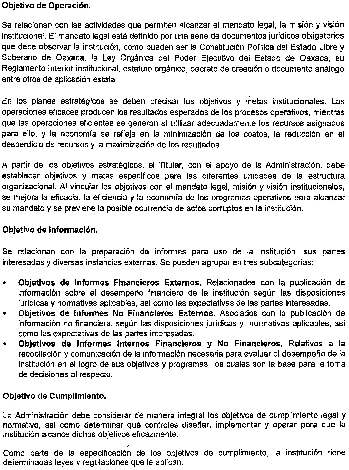 Objetivo de Operación.
Se relacionan con las actividades que permiten alcanzar el mandato legal, la misión y visión
institucional. El mandato legal está definido por una serie de documentos jurídicos obligatorios
que debe observar la institución, como pueden ser la Constitución Política del Estado Libre y
Soberano de Oaxaca, la Ley Orgánica del Poder Ejecutivo del Estado de Oaxaca, su
Reglamento interior institucional, estatuto orgánico, decreto de creación o documento análogo
entre otros de aplicación estatal.
En los planes estratégicos se deben precisar los objetivos y metas institucionales. Las
operaciones eficaces producen los resultados esperados de los procesos operativos, mientras
que las operaciones eficientes se generan al utilizar adecuadamente los recursos asignados
para ello, y la economía se refleja en la minimización de los costos, la reducción en el
desperdicio de recursos y la maximización de los resultados.
A partir de los objetivos estratégicos, el Titular, con el apoyo de la Administración, debe
establecer objetivos y metas específicos para las diferentes unidades de la estructura
organizacional. Al vincular los objetivos con el mandato legal, misión y visión institucionales,
se mejora la eficacia, la eficiencia y la economía de los programas operativos para alcanzar
su mandato y se previene la posible ocurrencia de actos corruptos en la institución.
Objetivo de Información.
Se relacionan con la preparación de informes para uso de la institución, sus partes
interesadas y diversas instancias externas. Se pueden agrupar en tres subcategorías:
• Objetivos de Informes Financieros Externos. Relacionados con la publicación de
información sobre el desempeño financiero de la institución según las disposiciones
jurídicas y normativas aplicables, así como las expectativas de las partes interesadas.
• Objetivos de Informes No Financieros Externos. Asociados con la publicación de
información no financiera, según las disposiciones jurídicas y normativas aplicables, así
como las expectativas de las partes interesadas.
• Objetivos de Informes Internos Financieros y No Financieros. Relativos a la
recopilación y comunicación de la información necesaria para evaluar el desempeño de la
institución en el logro de sus objetivos y programas, los cuales son la base para la toma
de decisiones al respecto.
Objetivo de Cumplimiento.
La Administración debe considerar de manera integral los objetivos de cumplimiento legal y
normativo, así como determinar qué controles diseñar, implementar y operar para que la
institución alcance dichos objetivos eficazmente.
Como parte de la especificación de los objetivos de cumplimiento, la institución tiene
determinadas leyes y regulaciones que le aplican.